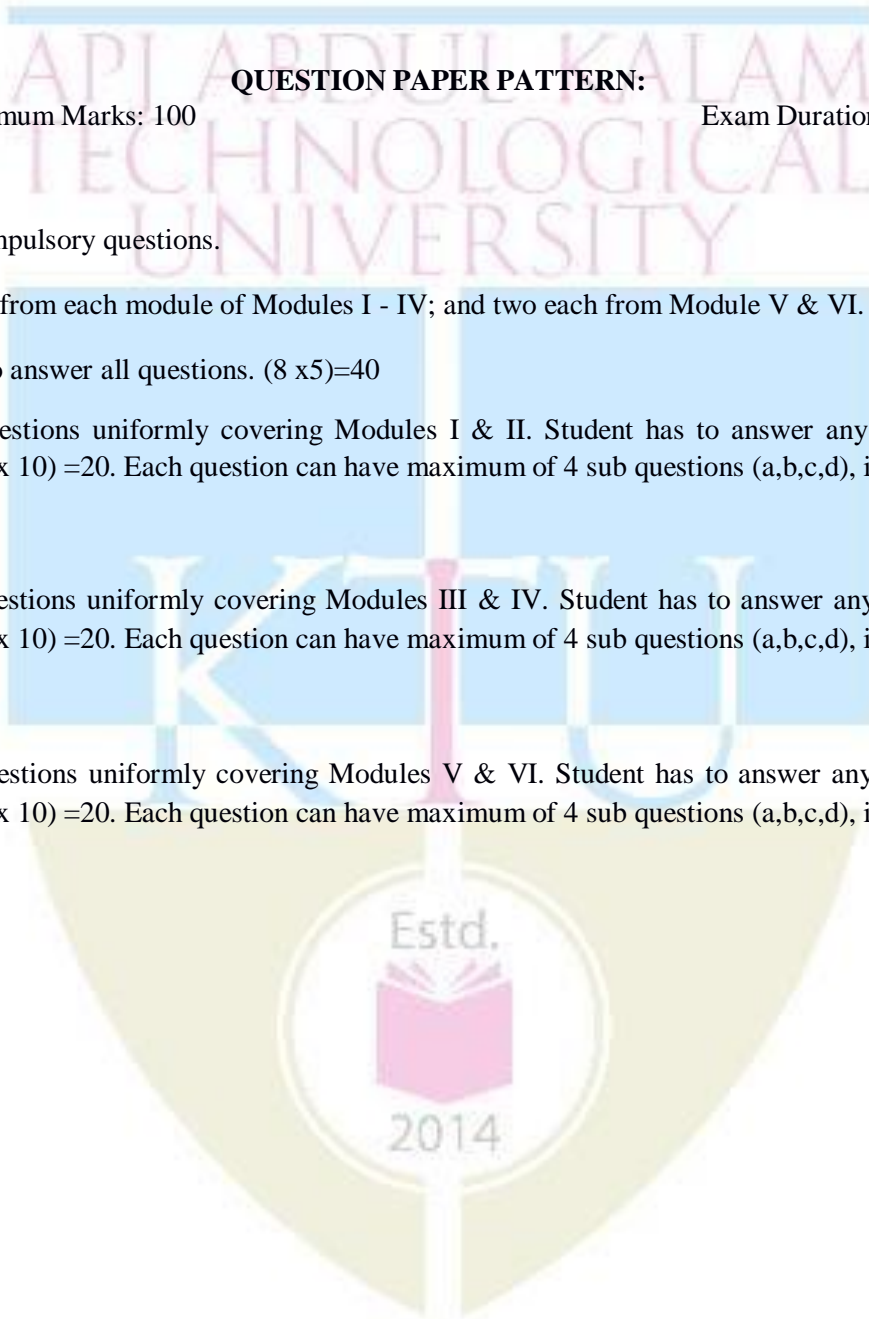 API ABDUL KALAM
TECHNOLOGICAL
UNIVERSITY
QUESTION PAPER PATTERN:
mum Marks: 100 Exam Duration
npulsory questions.
from each module of Modules I - IV; and two each from Module V & VI.
o answer all questions. (8 x5)=40
estions uniformly covering Modules I & II. Student has to answer any
x 10) =20. Each question can have maximum of 4 sub questions (a,b,c,d), i
estions uniformly covering Modules III & IV. Student has to answer any
x 10) =20. Each question can have maximum of 4 sub questions (a,b,c,d), i
KTU
estions uniformly covering Modules V & VI. Student has to answer any
x 10) =20. Each question can have maximum of 4 sub questions (a,b,c,d), i
Estd.
2014